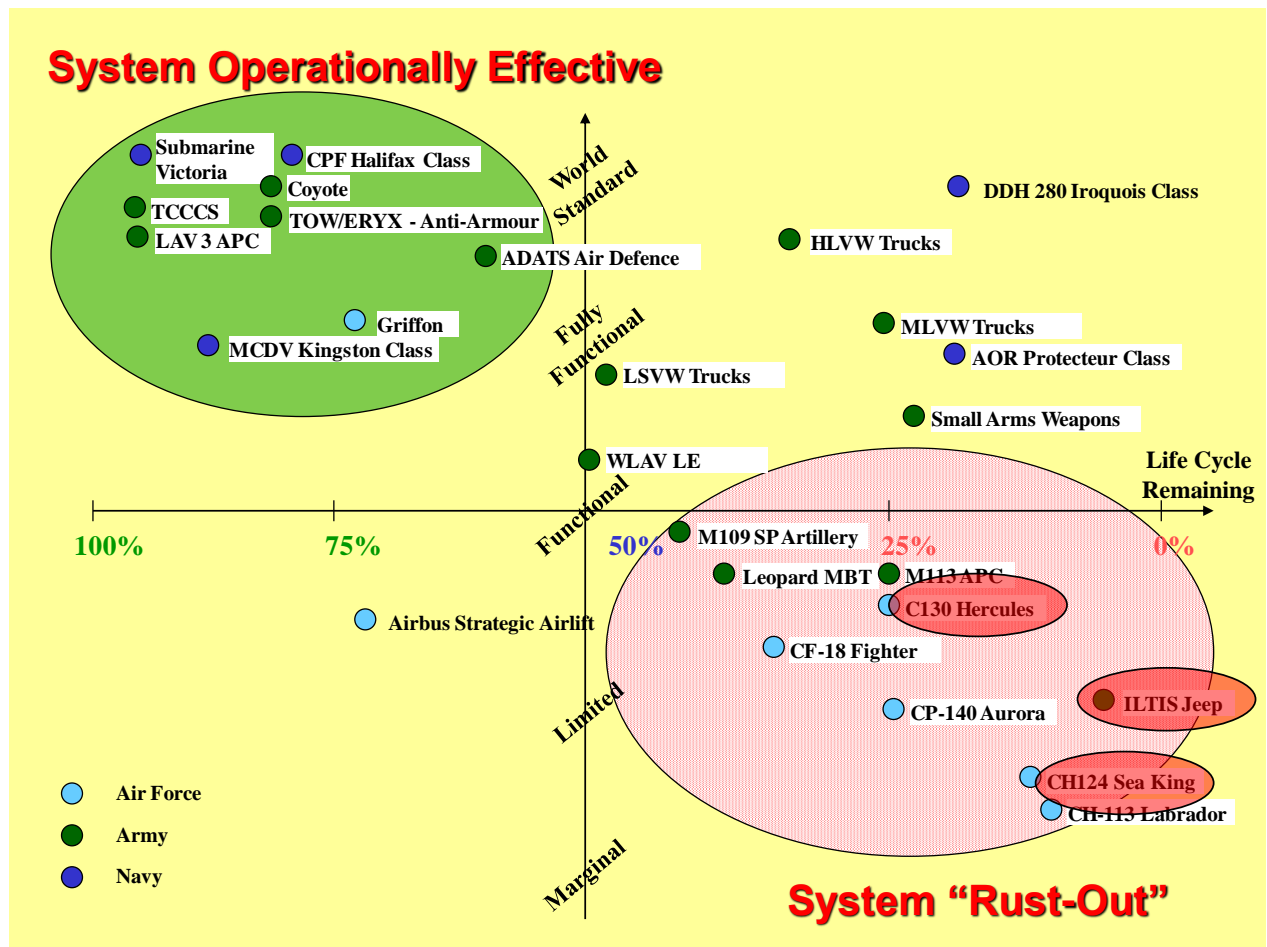 System Operationally Effective
Submarine
Victoria
CPF Halifax Class
Coyote
TCCCS
TOW/ERYX - Anti-Armour
LAV 3 APC
ADATS Air Defence
Griffon
MCDV Kingston Class
World
Standard
DDH 280 Iroquois Class
HLVW Trucks
Fully
Functional
MLVW Trucks
AOR Protecteur Class
LSVW Trucks
Small Arms Weapons
WLAV LE
Life Cycle
Remaining
Functional
100%
75%
50%
25%
0%
M109 SP Artillery
Leopard MBT
M113 APC
C130 Hercules
Airbus Strategic Airlift
CF-18 Fighter
Limited
CP-140 Aurora
ILTIS Jeep
CH124 Sea King
CH-113 Labrador
Air Force
Army
Navy
Marginal
System “Rust-Out”